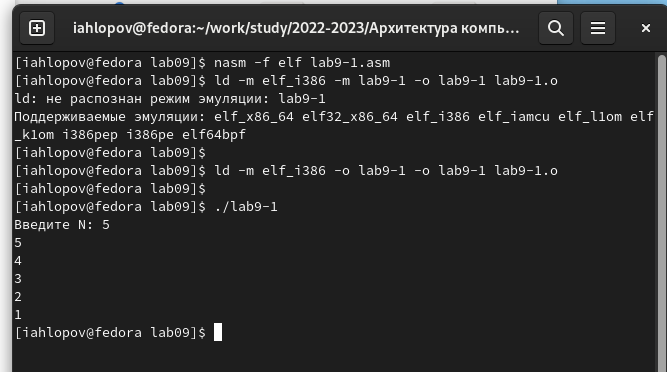 iahlopov@fedora:~/work/study/2022-2023/Архитектура компь...
[iahlopov@fedora lab09]$ nasm -f elf lab9-1.asm
[iahlopov@fedora lab09]$ ld -m elf_i386 -m lab9-1 -o lab9-1 lab9-1.o
ld: не распознан режим эмуляции: lab9-1
Поддерживаемые эмуляции: elf_x86_64 elf32_x86_64 elf_i386 elf_iamcu elf_l1om elf
_k1om i386pep i386pe elf64bpf
[iahlopov@fedora lab09]$
[iahlopov@fedora lab09]$ ld -m elf_i386 -o lab9-1 -o lab9-1 lab9-1.o
[iahlopov@fedora lab09]$
[iahlopov@fedora lab09]$ ./lab9-1
Введите N: 5
5
4
3
2
1
[iahlopov@fedora lab09]$